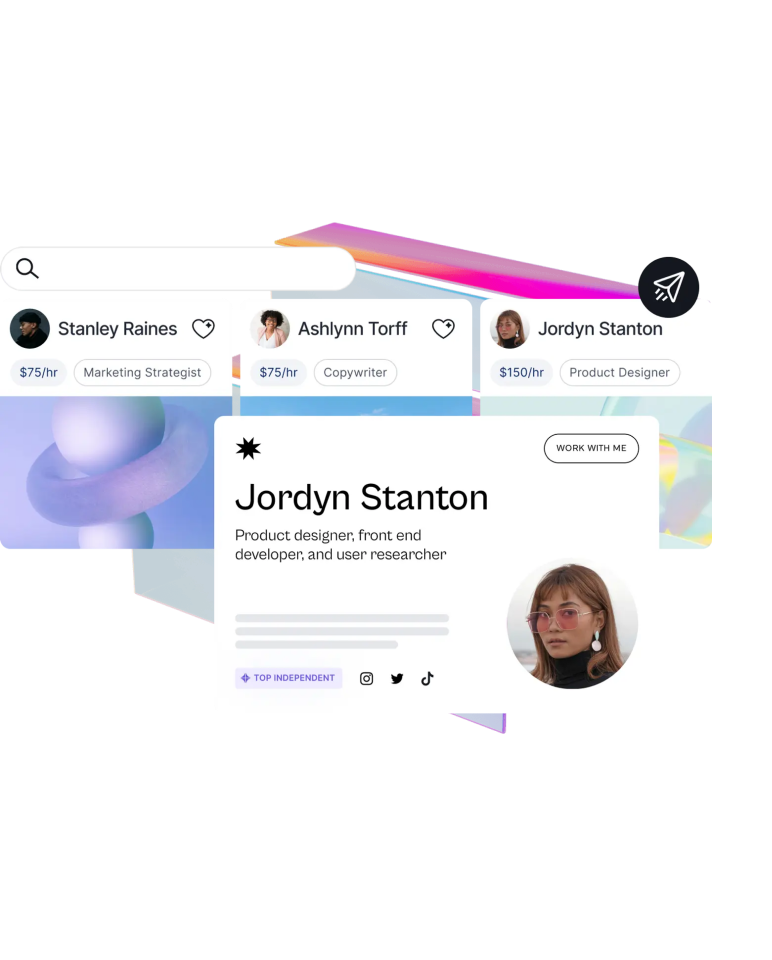 Stanley Raines
Ashlynn Torff
Jordyn Stanton
$75/hr
Marketing Strategist
$75/hr
Copywriter
$150/hr
Product Designer
WORK WITH ME
Jordyn Stanton
Product designer, front end
developer, and user researcher
TOP INDEPENDENT